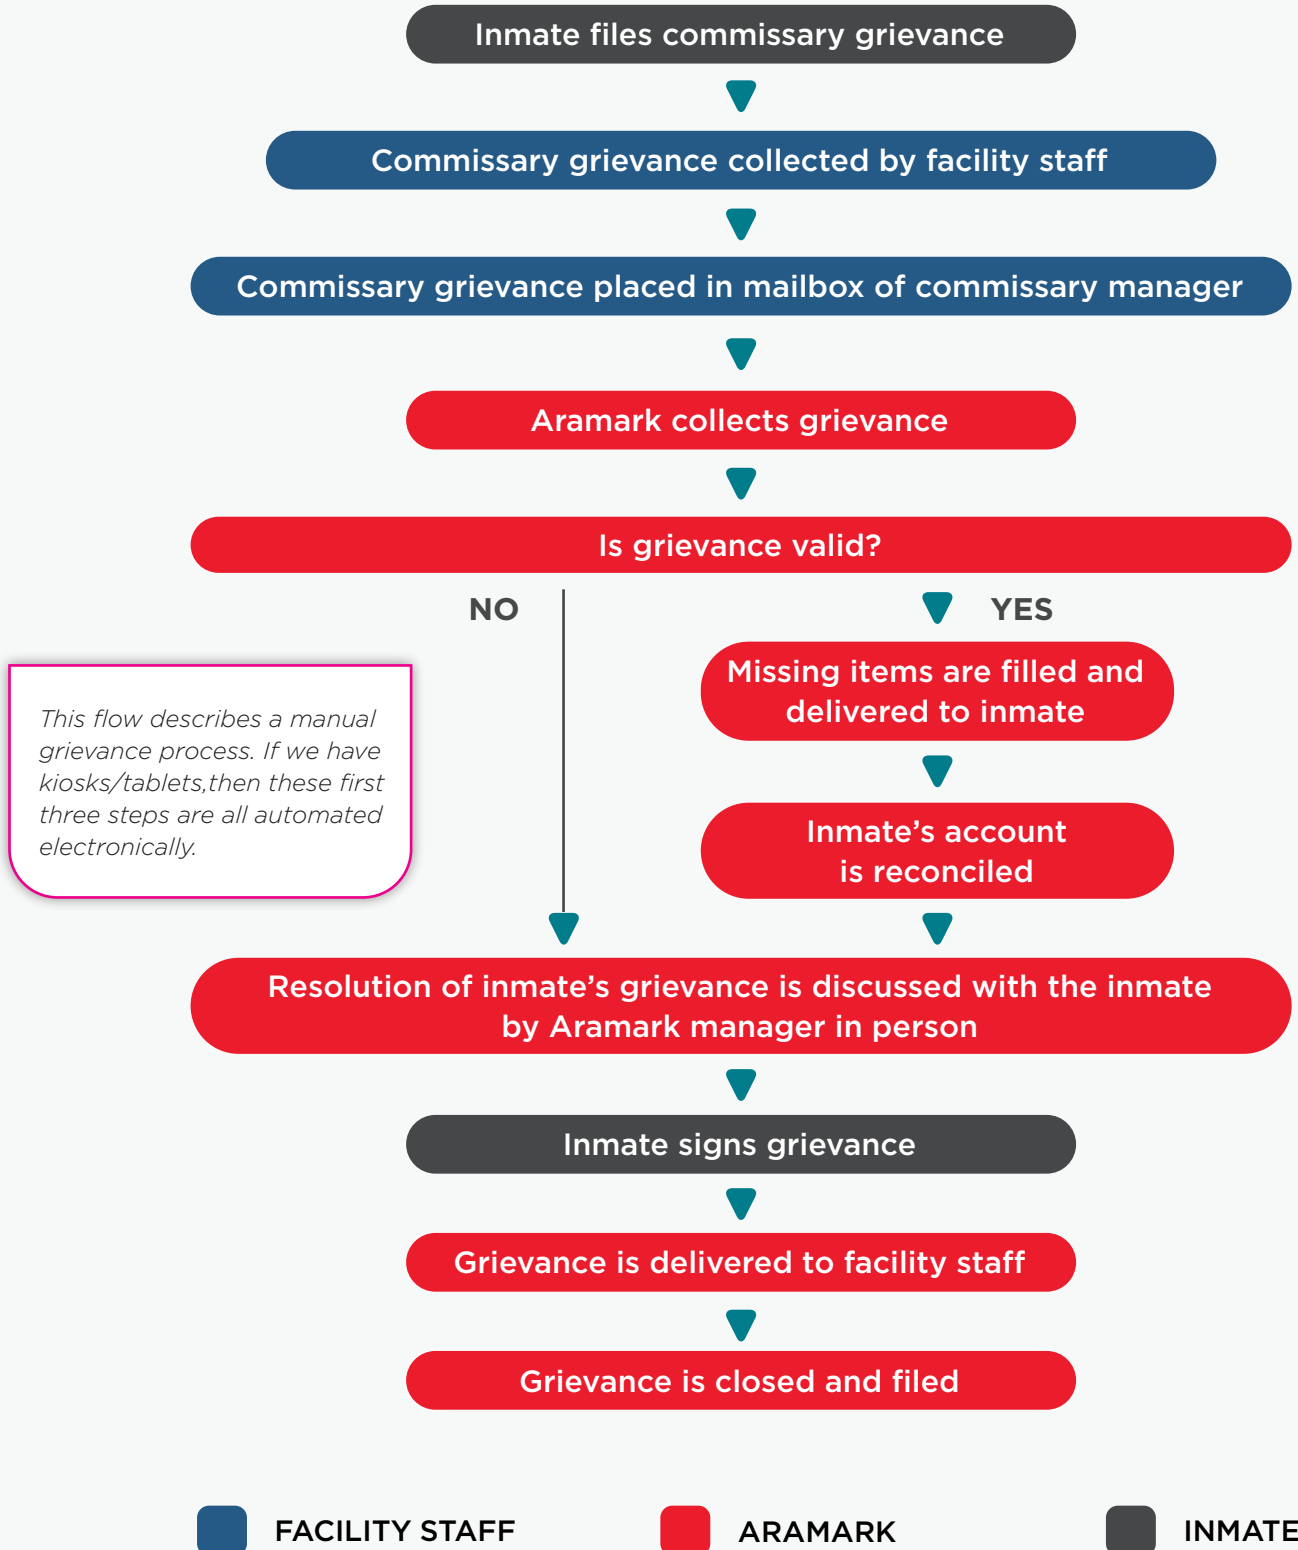 Inmate files commissary grievance
Commissary grievance collected by facility staff
Commissary grievance placed in mailbox of commissary manager
Aramark collects grievance
Is grievance valid?
NO
YES
Missing items are filled and
delivered to inmate
This flow describes a manual
grievance process. If we have
kiosks/tablets,then these first
three steps are all automated
electronically.
Inmate’s account
is reconciled
Resolution of inmate’s grievance is discussed with the inmate
by Aramark manager in person
Inmate signs grievance
Grievance is delivered to facility staff
Grievance is closed and filed
FACILITY STAFF
ARAMARK
INMATE